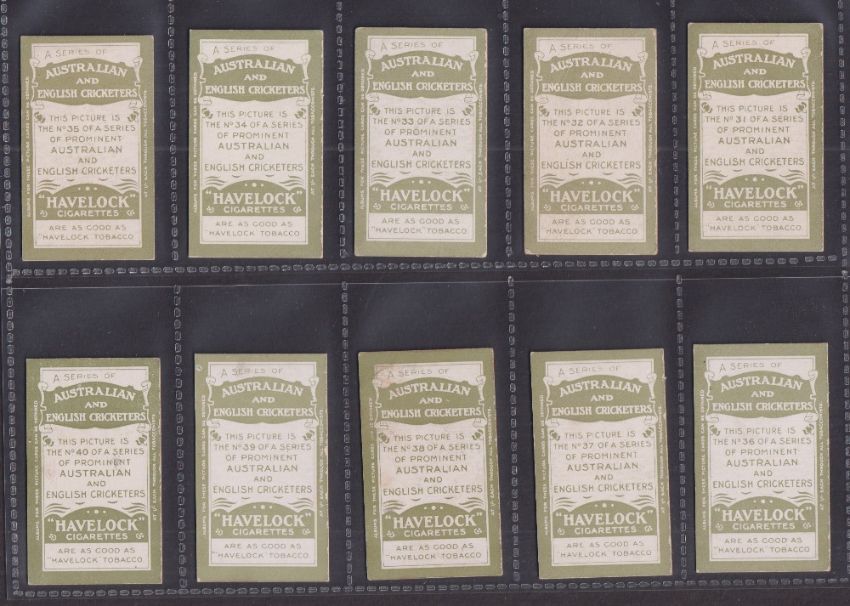 A SERIES OF
AUSTRALIAN
AND
ENGLISH CRICKETERS
THIS PICTURE IS
THE Nº 35 OF A SERIES
OF PROMINENT
AUSTRALIAN
AND
ENGLISH CRICKETERS
"HAVELOCK"
CIGARETTES
ARE AS GOOD AS
"HAVELOCK" TOBACCO
A SERIES OF
AUSTRALIAN
AND
ENGLISH CRICKETERS
THIS PICTURE IS
THE Nº 34 OF A SERIES
OF PROMINENT
AUSTRALIAN
AND
ENGLISH CRICKETERS
"HAVELOCK"
CIGARETTES
ARE AS GOOD AS
"HAVELOCK" TOBACCO
A SERIES OF
AUSTRALIAN
AND
ENGLISH CRICKETERS
THIS PICTURE IS
THE Nº 33 OF A SERIES
OF PROMINENT
AUSTRALIAN
AND
ENGLISH CRICKETERS
"HAVELOCK"
CIGARETTES
ARE AS GOOD AS
"HAVELOCK" TOBACCO
A SERIES OF
AUSTRALIAN
AND
ENGLISH CRICKETERS
THIS PICTURE IS
THE Nº 32 OF A SERIES
OF PROMINENT
AUSTRALIAN
AND
ENGLISH CRICKETERS
"HAVELOCK"
CIGARETTES
ARE AS GOOD AS
"HAVELOCK" TOBACCO
A SERIES OF
AUSTRALIAN
AND
ENGLISH CRICKETERS
THIS PICTURE IS
THE Nº 31 OF A SERIES
OF PROMINENT
AUSTRALIAN
AND
ENGLISH CRICKETERS
"HAVELOCK"
CIGARETTES
ARE AS GOOD AS
"HAVELOCK" TOBACCO
A SERIES OF
AUSTRALIAN
AND
ENGLISH CRICKETERS
THIS PICTURE IS
THE Nº 40 OF A SERIES
OF PROMINENT
AUSTRALIAN
AND
ENGLISH CRICKETERS
"HAVELOCK"
CIGARETTES
ARE AS GOOD AS
"HAVELOCK" TOBACCO
A SERIES OF
AUSTRALIAN
AND
ENGLISH CRICKETERS
THIS PICTURE IS
THE Nº 39 OF A SERIES
OF PROMINENT
AUSTRALIAN
AND
ENGLISH CRICKETERS
"HAVELOCK"
CIGARETTES
ARE AS GOOD AS
"HAVELOCK" TOBACCO
A SERIES OF
AUSTRALIAN
AND
ENGLISH CRICKETERS
THIS PICTURE IS
THE Nº 38 OF A SERIES
OF PROMINENT
AUSTRALIAN
AND
ENGLISH CRICKETERS
"HAVELOCK"
CIGARETTES
ARE AS GOOD AS
"HAVELOCK" TOBACCO
A SERIES OF
AUSTRALIAN
AND
ENGLISH CRICKETERS
THIS PICTURE IS
THE Nº 37 OF A SERIES
OF PROMINENT
AUSTRALIAN
AND
ENGLISH CRICKETERS
"HAVELOCK"
CIGARETTES
ARE AS GOOD AS
"HAVELOCK" TOBACCO
A SERIES OF
AUSTRALIAN
AND
ENGLISH CRICKETERS
THIS PICTURE IS
THE Nº 36 OF A SERIES
OF PROMINENT
AUSTRALIAN
AND
ENGLISH CRICKETERS
"HAVELOCK"
CIGARETTES
ARE AS GOOD AS
"HAVELOCK" TOBACCO